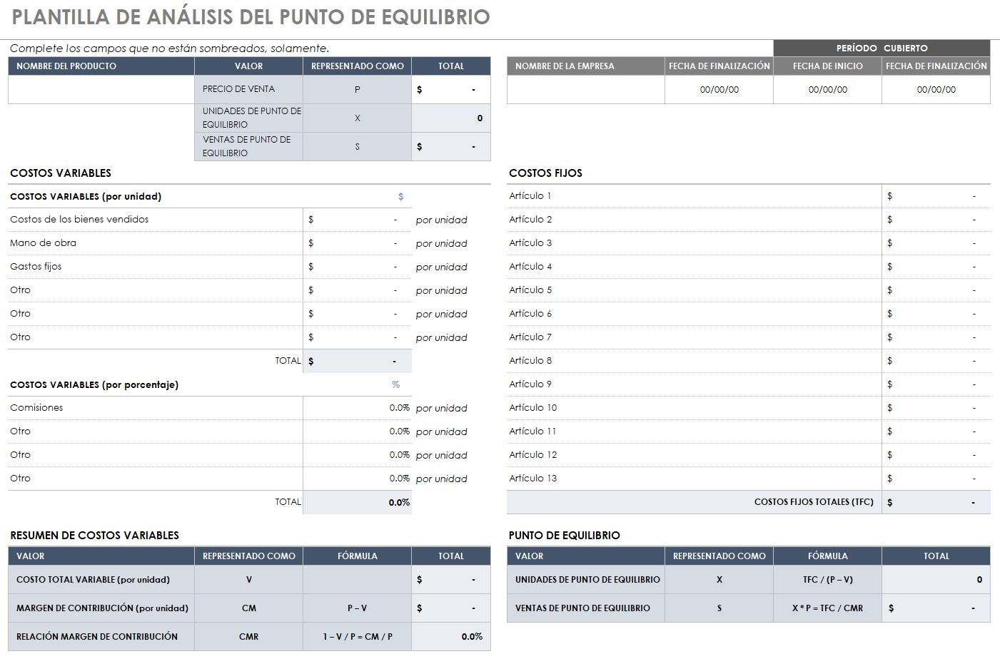 PLANTILLA DE ANÁLISIS DEL PUNTO DE EQUILIBRIO
Complete los campos que no están sombreados, solamente.
PERÍODO CUBIERTO
NOMBRE DEL PRODUCTO VALOR REPRESENTADO COMO TOTAL
NOMBRE DE LA EMPRESA FECHA DE FINALIZACIÓN FECHA DE INICIO FECHA DE FINALIZACIÓN
PRECIO DE VENTA P $ -
00/00/00 00/00/00 00/00/00
UNIDADES DE PUNTO DE
EQUILIBRIO X 0
VENTAS DE PUNTO DE
EQUILIBRIO S $ -
COSTOS VARIABLES
COSTOS VARIABLES (por unidad) $
Costos de los bienes vendidos $ - por unidad
Mano de obra $ - por unidad
Gastos fijos $ - por unidad
Otro $ - por unidad
Otro $ - por unidad
Otro $ - por unidad
TOTAL $ -
COSTOS VARIABLES (por porcentaje) %
Comisiones 0.0% por unidad
Otro 0.0% por unidad
Otro 0.0% por unidad
Otro 0.0% por unidad
TOTAL 0.0%
COSTOS FIJOS
Artículo 1 $ -
Artículo 2 $ -
Artículo 3 $ -
Artículo 4 $ -
Artículo 5 $ -
Artículo 6 $ -
Artículo 7 $ -
Artículo 8 $ -
Artículo 9 $ -
Artículo 10 $ -
Artículo 11 $ -
Artículo 12 $ -
Artículo 13 $ -
COSTOS FIJOS TOTALES (TFC) $ -
RESUMEN DE COSTOS VARIABLES
VALOR REPRESENTADO COMO FÓRMULA TOTAL
COSTO TOTAL VARIABLE (por unidad) V $ -
MARGEN DE CONTRIBUCIÓN (por unidad) CM P – V $ -
RELACIÓN MARGEN DE CONTRIBUCIÓN CMR 1 – V / P = CM / P 0.0%
PUNTO DE EQUILIBRIO
VALOR REPRESENTADO COMO FÓRMULA TOTAL
UNIDADES DE PUNTO DE EQUILIBRIO X TFC / (P – V) 0
VENTAS DE PUNTO DE EQUILIBRIO S X * P = TFC / CMR $ -